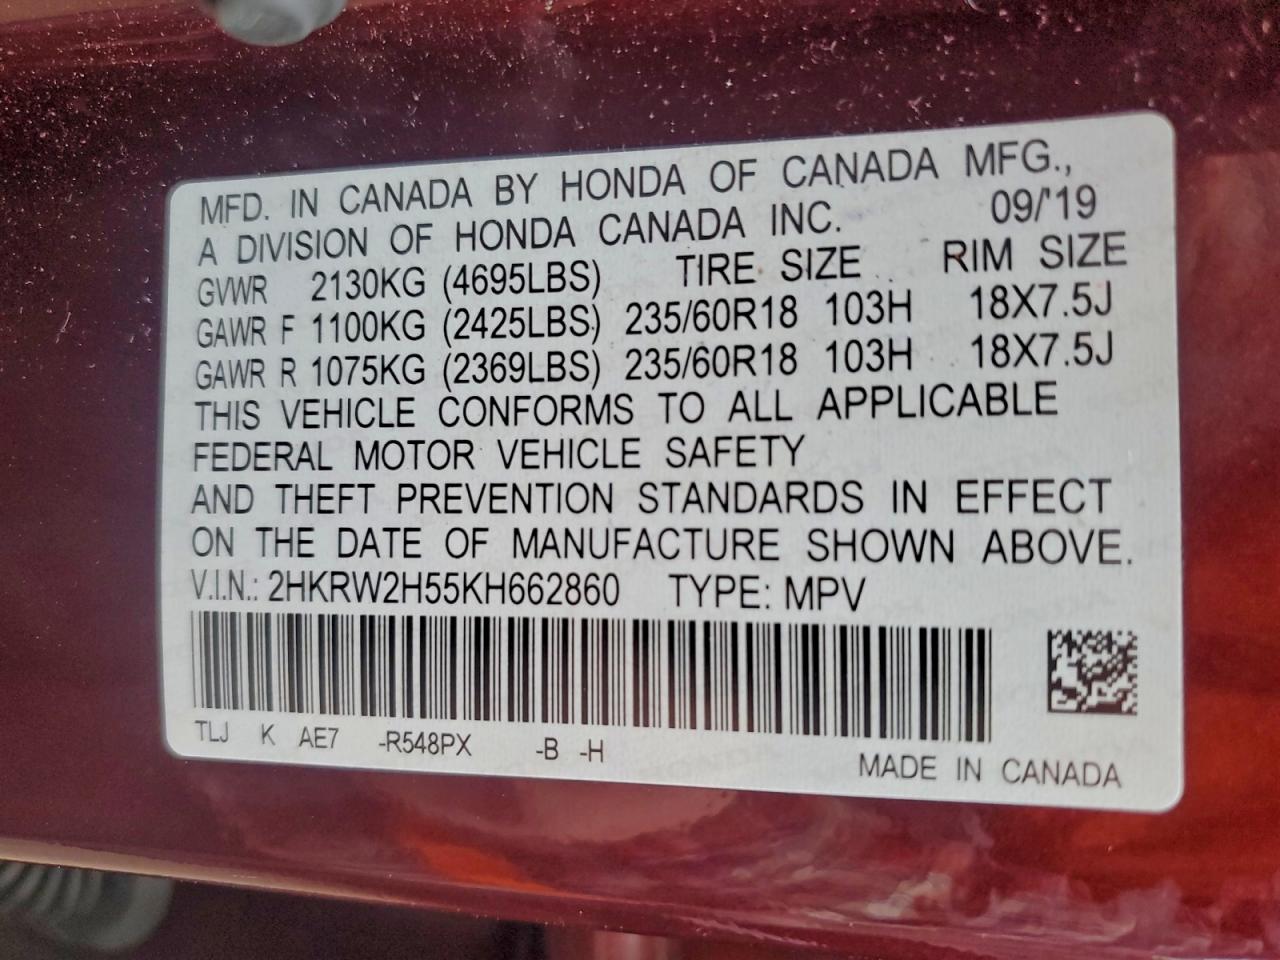 MFD. IN CANADA BY HONDA OF CANADA MFG.,
A DIVISION OF HONDA CANADA INC. 09/'19
GVWR 2130KG (4695LBS) TIRE SIZE RIM SIZE
GAWR F 1100KG (2425LBS) 235/60R18 103H 18X7.5J
GAWR R 1075KG (2369LBS) 235/60R18 103H 18X7.5J
THIS VEHICLE CONFORMS TO ALL APPLICABLE
FEDERAL MOTOR VEHICLE SAFETY
AND THEFT PREVENTION STANDARDS IN EFFECT
ON THE DATE OF MANUFACTURE SHOWN ABOVE.
V.I.N.: 2HKRW2H55KH662860 TYPE: MPV
TLJ K AE7 -R548PX -B -H
MADE IN CANADA